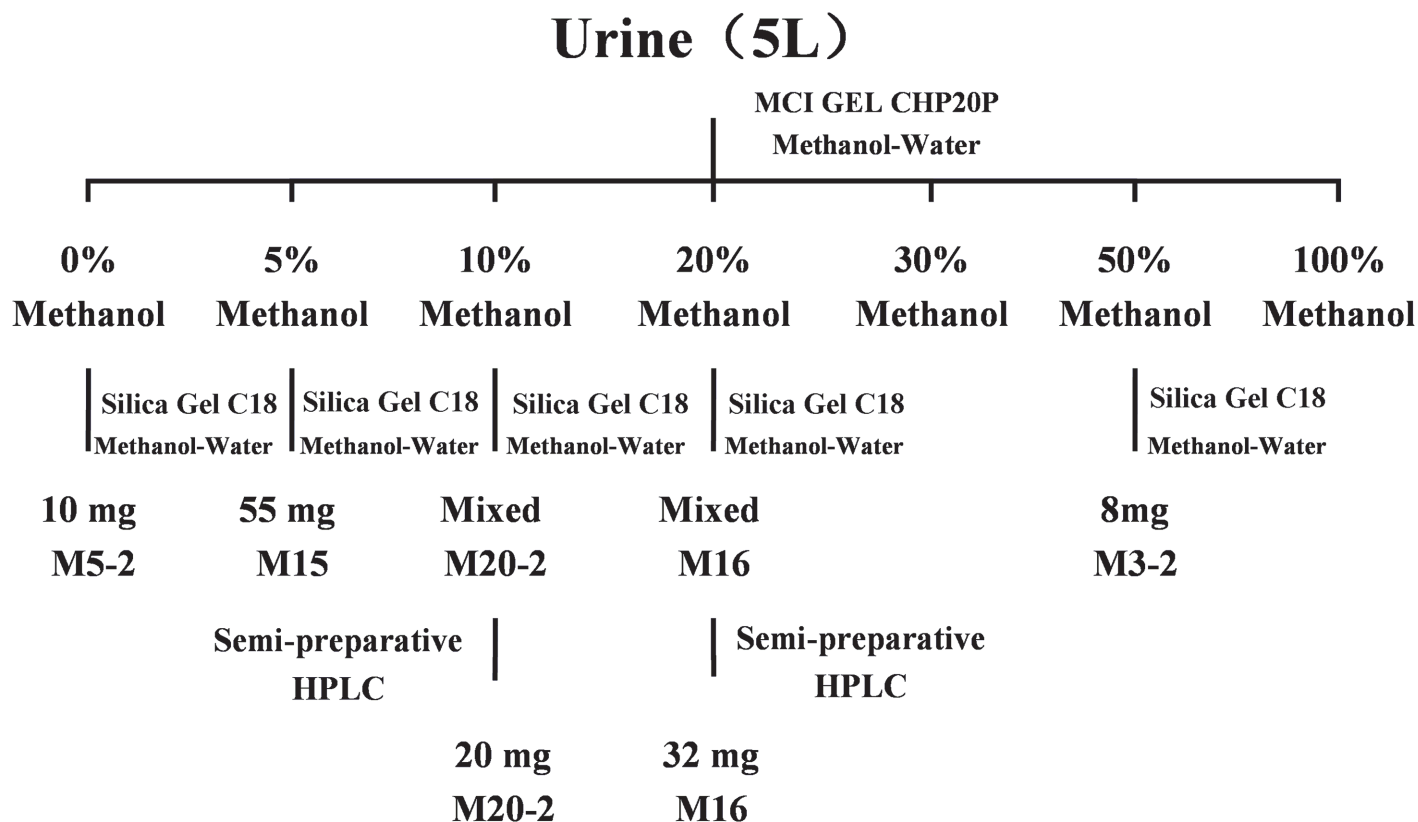 Urine（5L）
MCI GEL CHP20P
Methanol-Water
0% 5% 10% 20% 30% 50% 100%
Methanol Methanol Methanol Methanol Methanol Methanol Methanol
Silica Gel C18 Silica Gel C18 Silica Gel C18 Silica Gel C18 Silica Gel C18
Methanol-Water Methanol-Water Methanol-Water Methanol-Water Methanol-Water
10 mg 55 mg Mixed Mixed 8mg
M5-2 M15 M20-2 M16 M3-2
Semi-preparative Semi-preparative
HPLC HPLC
20 mg 32 mg
M20-2 M16